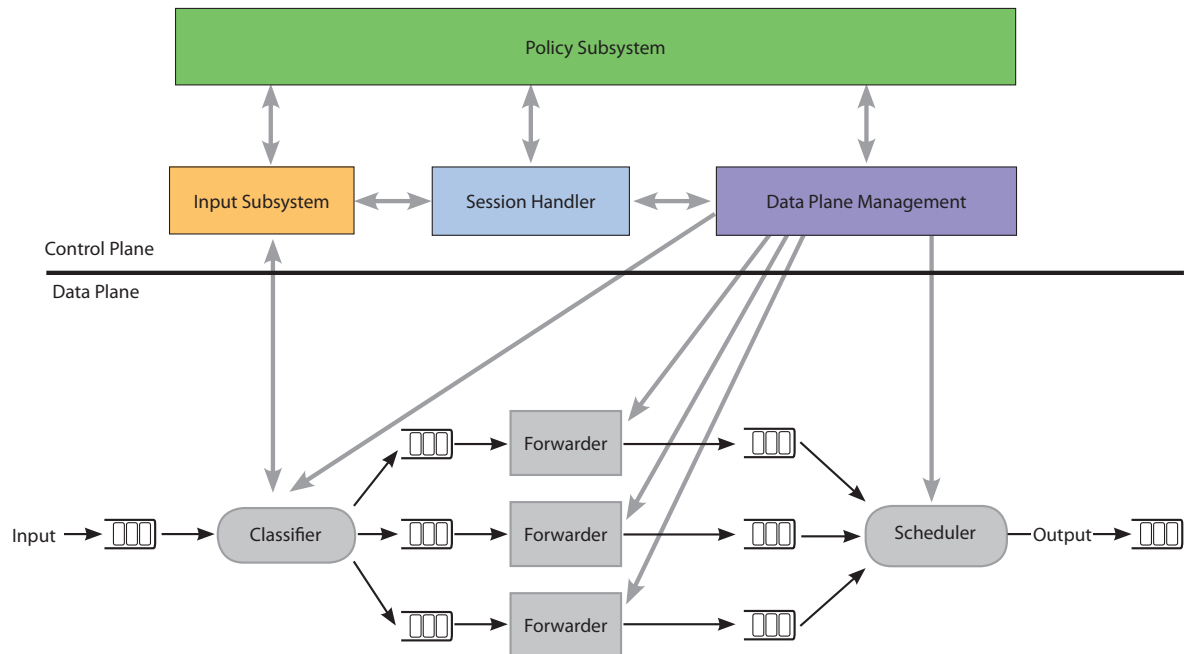 Policy Subsystem
Input Subsystem
Session Handler
Data Plane Management
Control Plane
Data Plane
Forwarder
Input
Classifier
Forwarder
Scheduler
Output
Forwarder